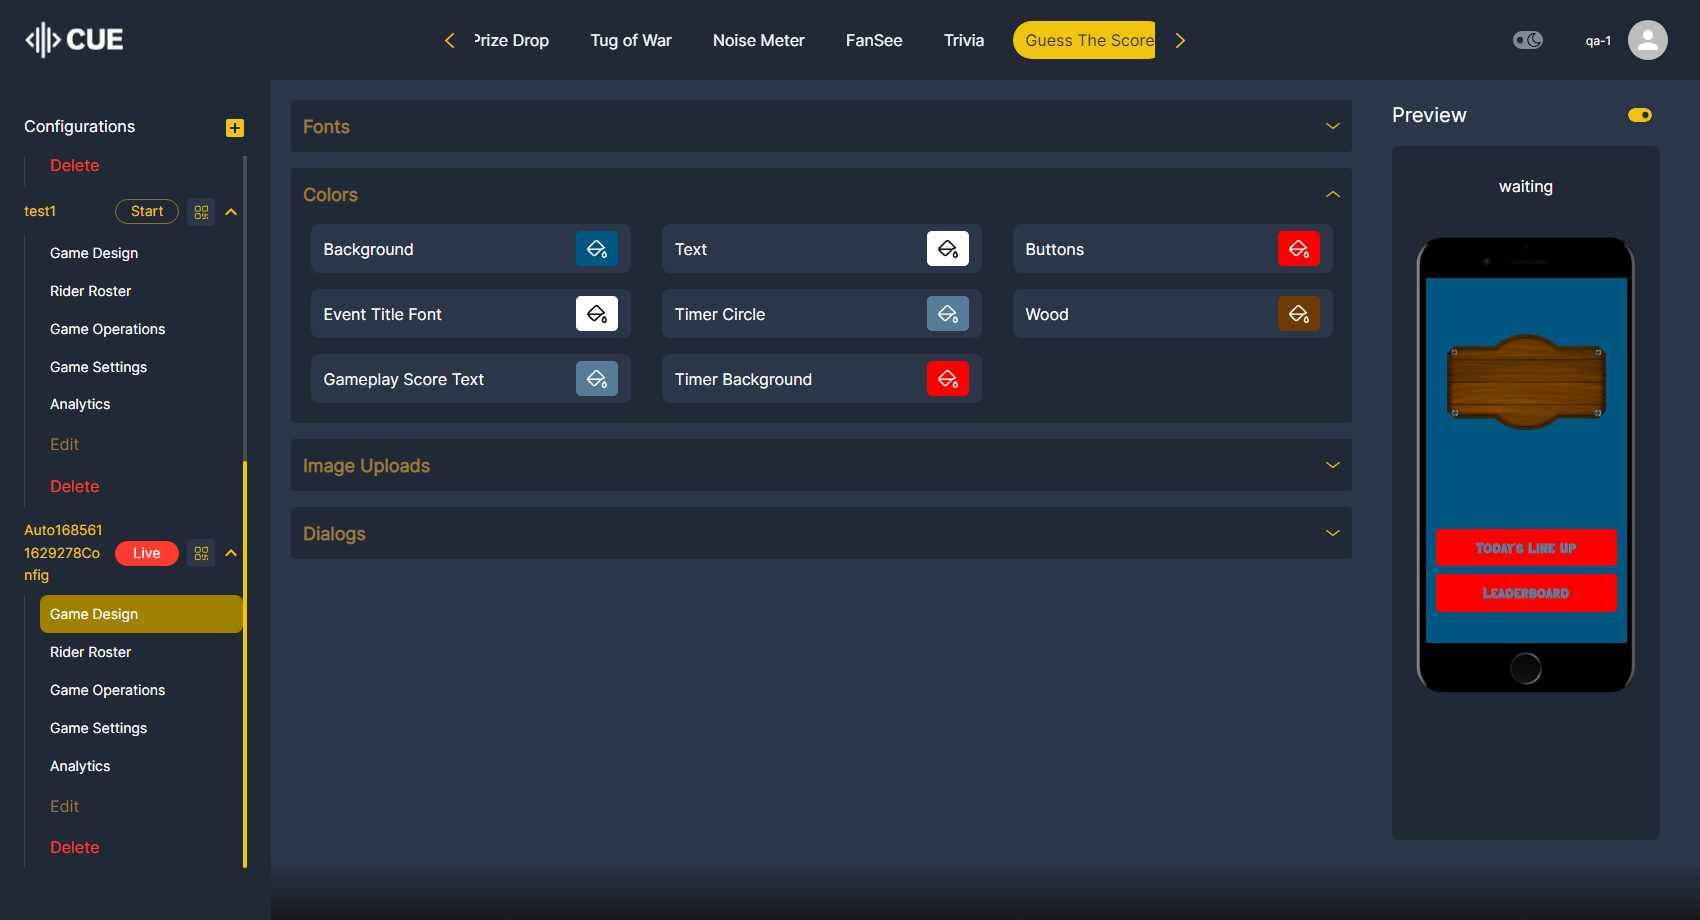 CUE
Prize Drop
Tug of War
Noise Meter
FanSee
Trivia
Guess The Score
qa-1
Configurations
Delete
test1
Start
Game Design
Rider Roster
Game Operations
Game Settings
Analytics
Edit
Delete
Auto168561
1629278Co
nfig
Live
Game Design
Rider Roster
Game Operations
Game Settings
Analytics
Edit
Delete
Fonts
Colors
Background
Text
Buttons
Event Title Font
Timer Circle
Wood
Gameplay Score Text
Timer Background
Image Uploads
Dialogs
Preview
waiting
Today's Line Up
Leaderboard